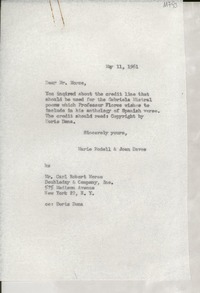 May 11, 1961
Dear Mr. Morse,
You inquired about the credit line that
should be used for the Gabriela Mistral
poems which Professor Flores wishes to
include in his anthology of Spanish verse.
The credit should read: Copyright by
Doris Dana.
Sincerely yours,
Marie Rodell & Joan Daves
Mr. Carl Robert Morse
Doubleday & Company, Inc.
575 Madison Avenue
New York 22, N. Y.
cc: Doris Dana